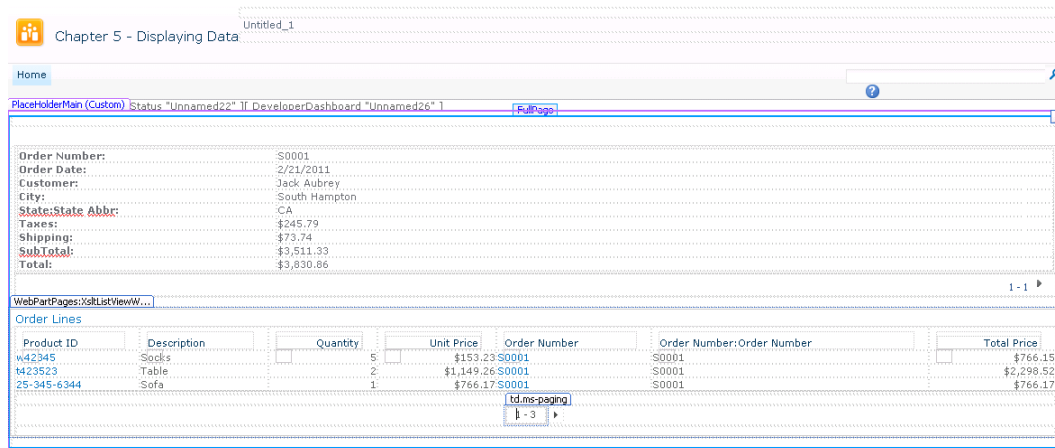 Untitled_1
Chapter 5 - Displaying Data
Home
PlaceHolderMain (Custom) Status "Unnamed22" ][ DeveloperDashboard "Unnamed26" ]
FullPage
Order Number: S0001
Order Date: 2/21/2011
Customer: Jack Aubrey
City: South Hampton
State:State Abbr: CA
Taxes: $245.79
Shipping: $73.74
SubTotal: $3,511.33
Total: $3,830.86
1 - 1
WebPartPages:XsltListViewW...
Order Lines
Product ID Description Quantity Unit Price Order Number Order Number:Order Number Total Price
w42345 Socks 5 $153.23 S0001 S0001 $766.15
t423523 Table 2 $1,149.26 S0001 S0001 $2,298.52
25-345-6344 Sofa 1 $766.17 S0001 S0001 $766.17
td.ms-paging
1 - 3